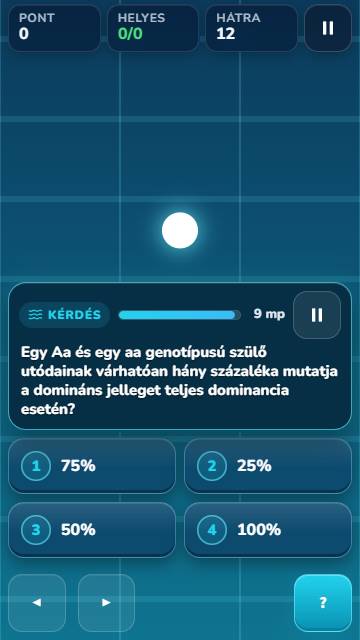 PONT
0
HELYES
0/0
HÁTRA
12
KÉRDÉS
9 mp
Egy Aa és egy aa genotípusú szülő
utódainak várhatóan hány százaléka mutatja
a domináns jelleget teljes dominancia
esetén?
1 75%
2 25%
3 50%
4 100%
?